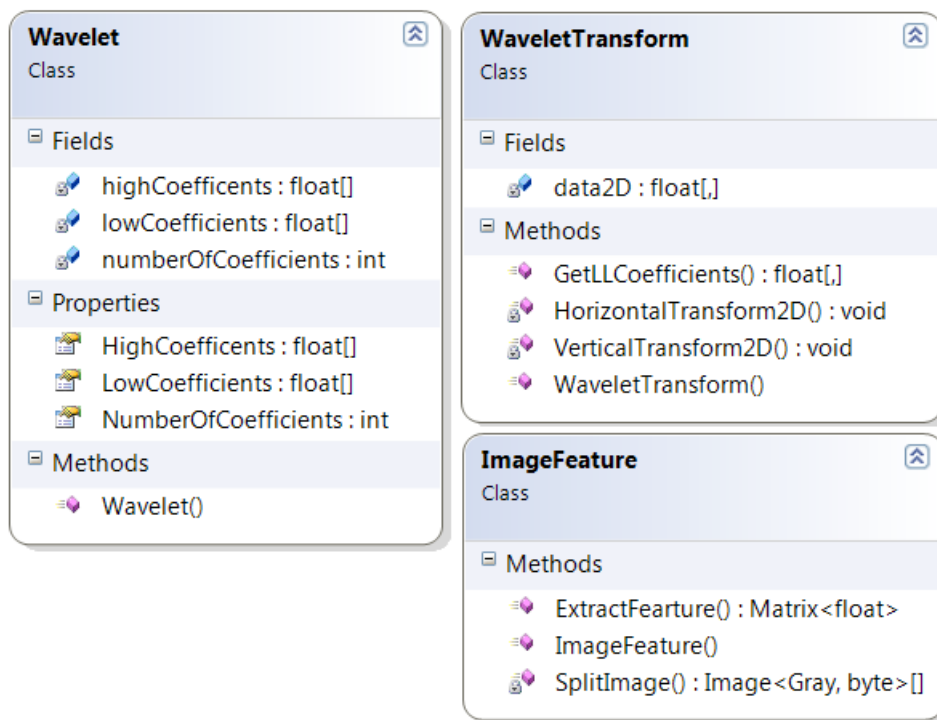 Wavelet
Class
Fields
highCoefficents : float[]
lowCoefficients : float[]
numberOfCoefficients : int
Properties
HighCoefficents : float[]
LowCoefficients : float[]
NumberOfCoefficients : int
Methods
Wavelet()
WaveletTransform
Class
Fields
data2D : float[,]
Methods
GetLLCoefficients() : float[,]
HorizontalTransform2D() : void
VerticalTransform2D() : void
WaveletTransform()
ImageFeature
Class
Methods
ExtractFearture() : Matrix<float>
ImageFeature()
SplitImage() : Image<Gray, byte>[]